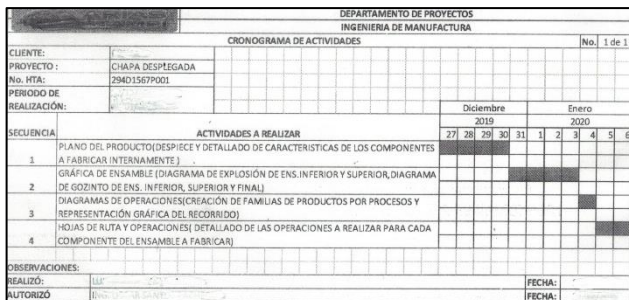 DEPARTAMENTO DE PROYECTOS
INGENIERIA DE MANUFACTURA
CRONOGRAMA DE ACTIVIDADES No. 1 de 1
CLIENTE:
PROYECTO : CHAPA DESPLEGADA
No. HTA: 294D1567P001
PERIODO DE
REALIZACIÓN:
Diciembre Enero
2019 2020
SECUENCIA ACTIVIDADES A REALIZAR 27 28 29 30 31 1 2 3 4 5 6
PLANO DEL PRODUCTO(DESPIECE Y DETALLADO DE CARACTERISTICAS DE LOS COMPONENTES
1 A FABRICAR INTERNAMENTE )
GRÁFICA DE ENSAMBLE (DIAGRAMA DE EXPLOSIÓN DE ENS.INFERIOR Y SUPERIOR,DIAGRAMA
2 DE GOZINTO DE ENS. INFERIOR, SUPERIOR Y FINAL)
DIAGRAMAS DE OPERACIONES(CREACIÓN DE FAMILIAS DE PRODUCTOS POR PROCESOS Y
3 REPRESENTACIÓN GRÁFICA DEL RECORRIDO)
HOJAS DE RUTA Y OPERACIONES( DETALLADO DE LAS OPERACIONES A REALIZAR PARA CADA
4 COMPONENTE DEL ENSAMBLE A FABRICAR)
OBSERVACIONES:
REALIZÓ: FECHA:
AUTORIZÓ FECHA: